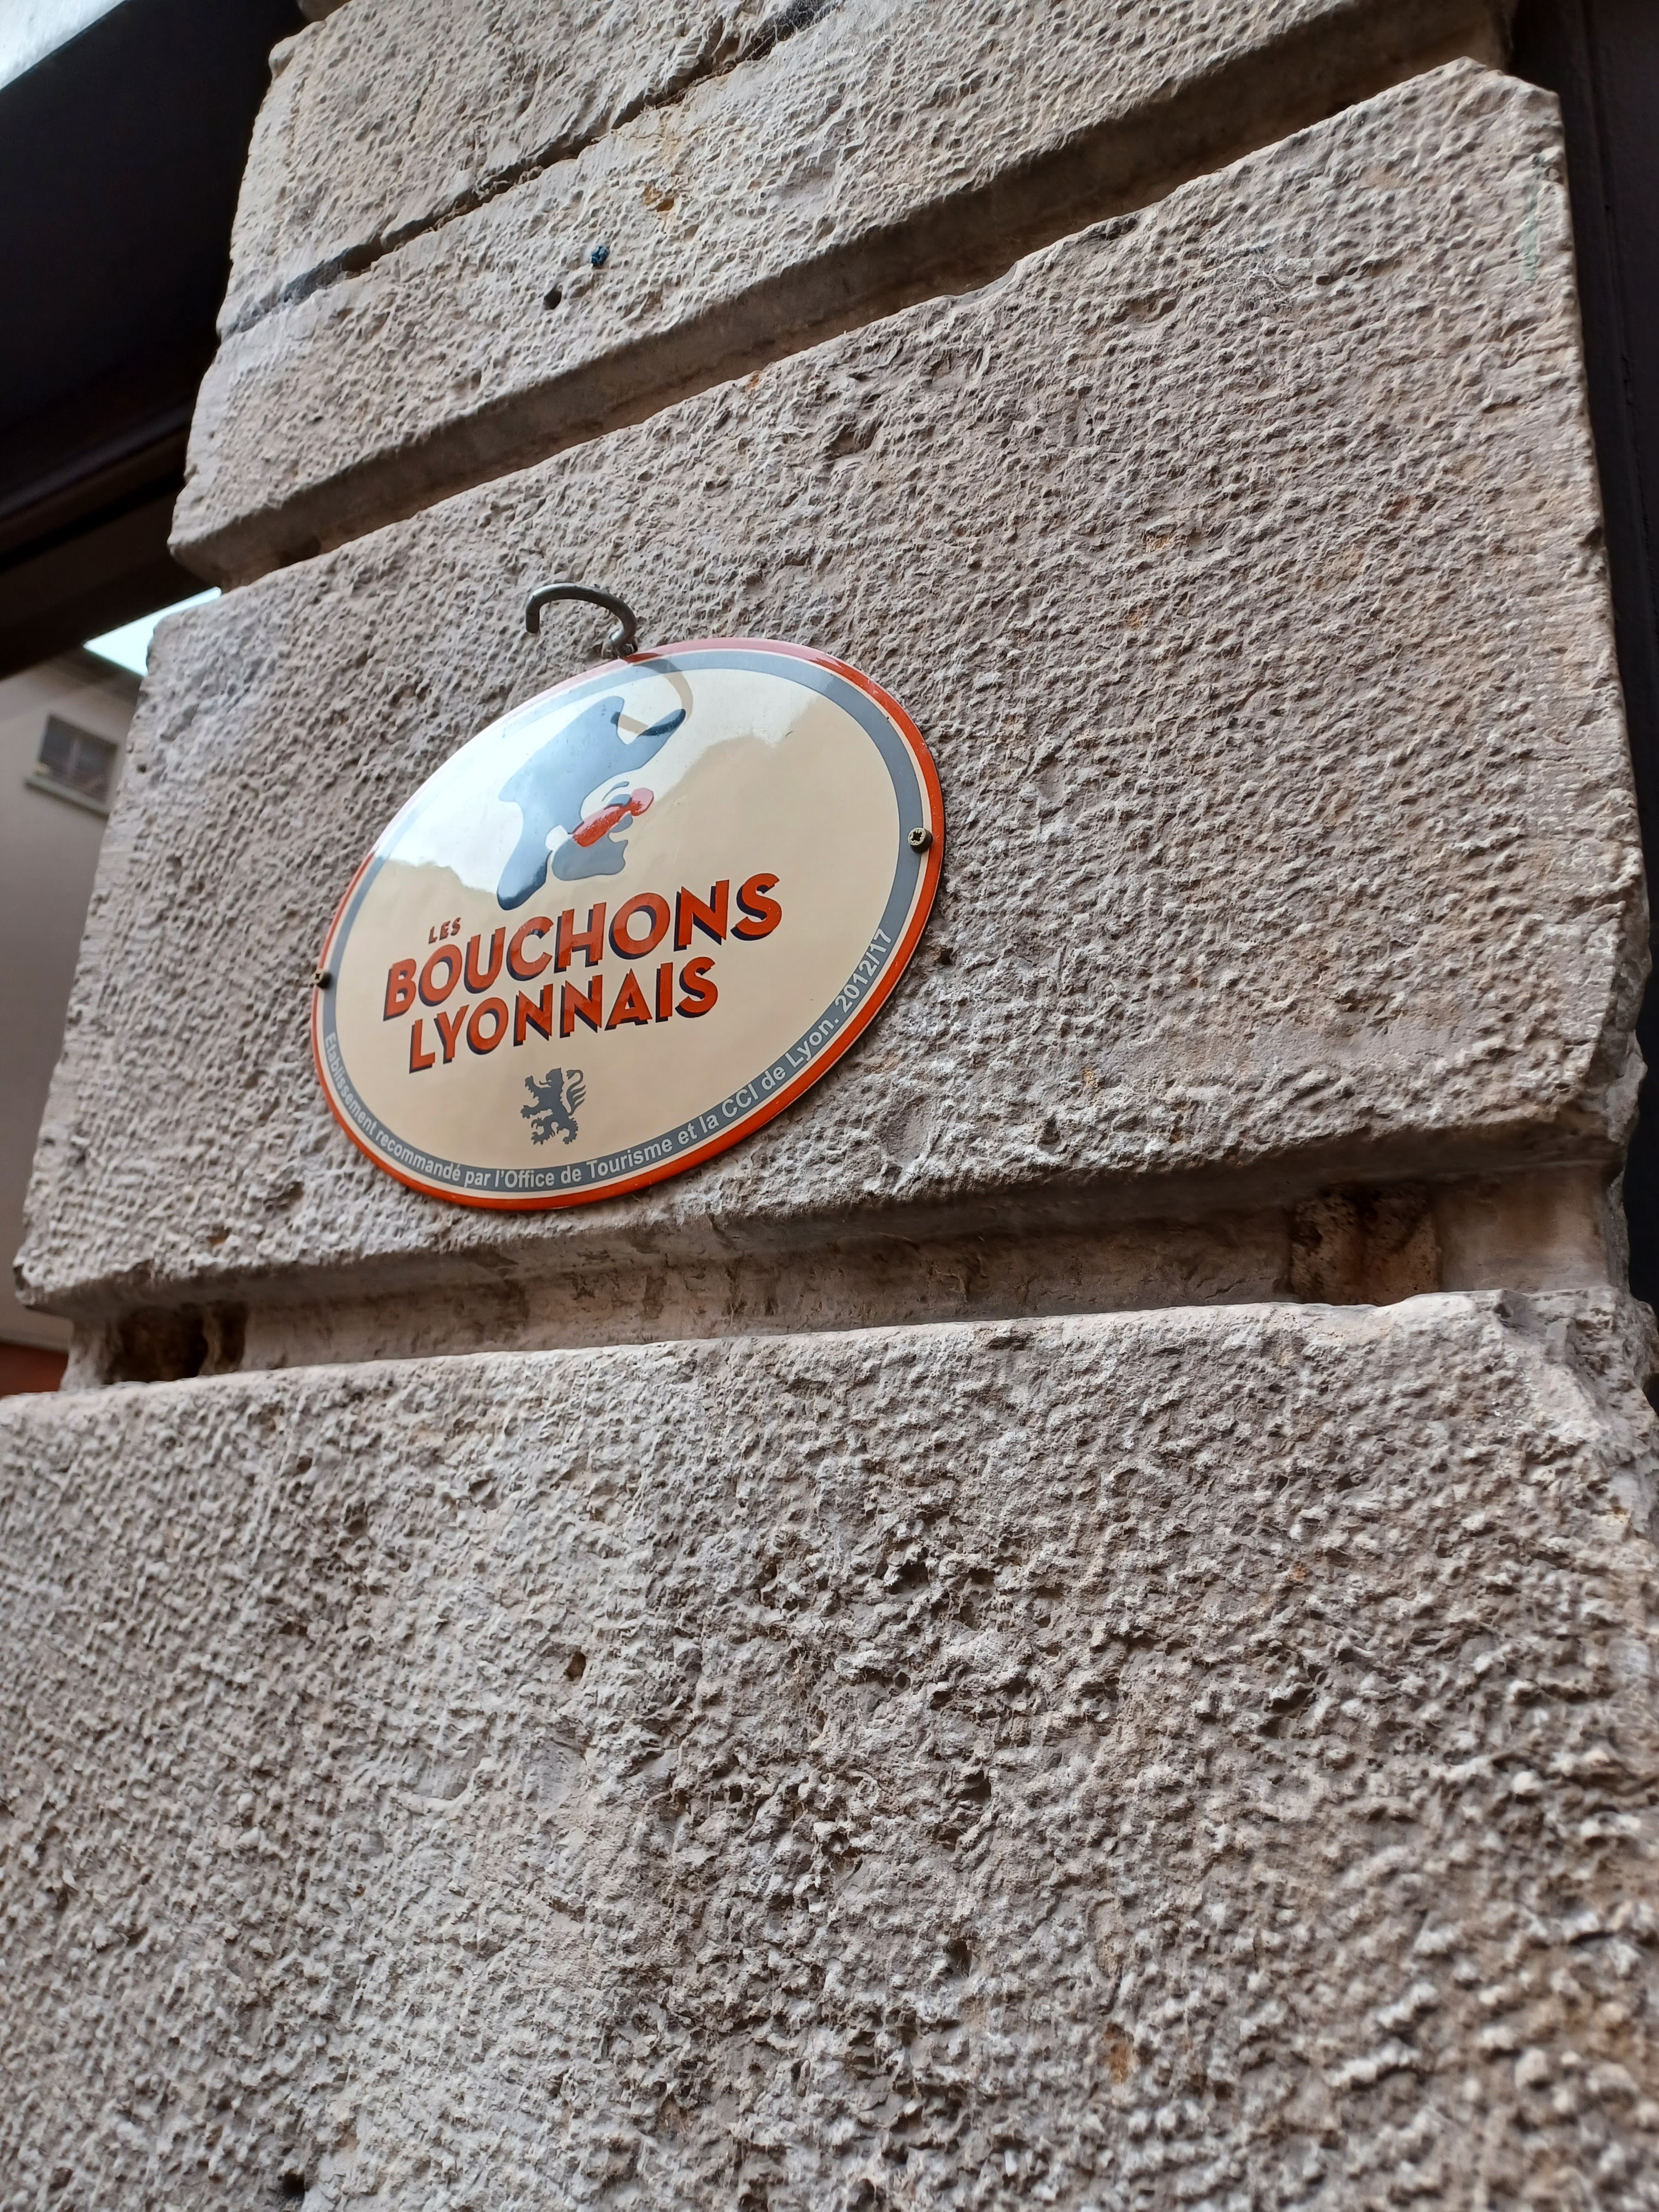 LES
BOUCHONS
LYONNAIS
Etablissement recommandé par l'Office de Tourisme et la CCI de Lyon. 2012/17